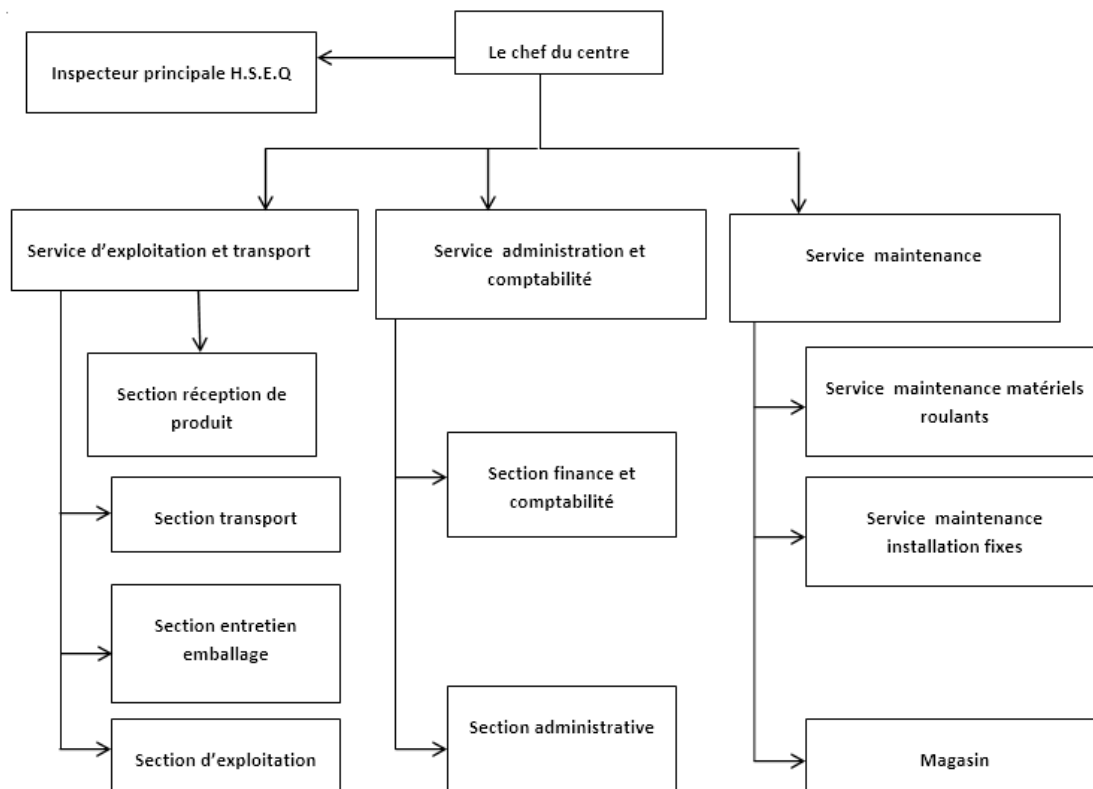 Le chef du centre
Inspecteur principale H.S.E.Q
Service d'exploitation et transport
Service administration et
comptabilité
Service maintenance
Section réception de
produit
Section transport
Section entretien
emballage
Section d'exploitation
Section finance et
comptabilité
Section administrative
Service maintenance matériels
roulants
Service maintenance
installation fixes
Magasin